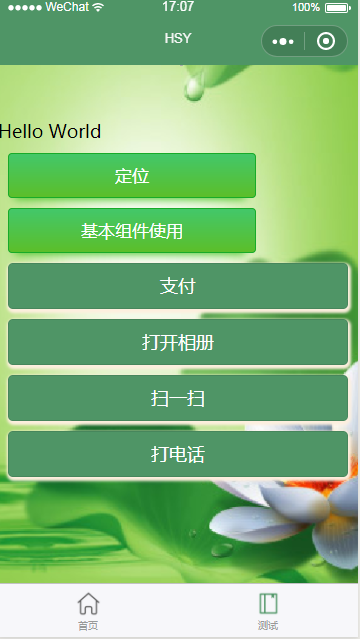 WeChat 17:07 100%
HSY
Hello World
定位
基本组件使用
支付
打开相册
扫一扫
打电话
首页 测试